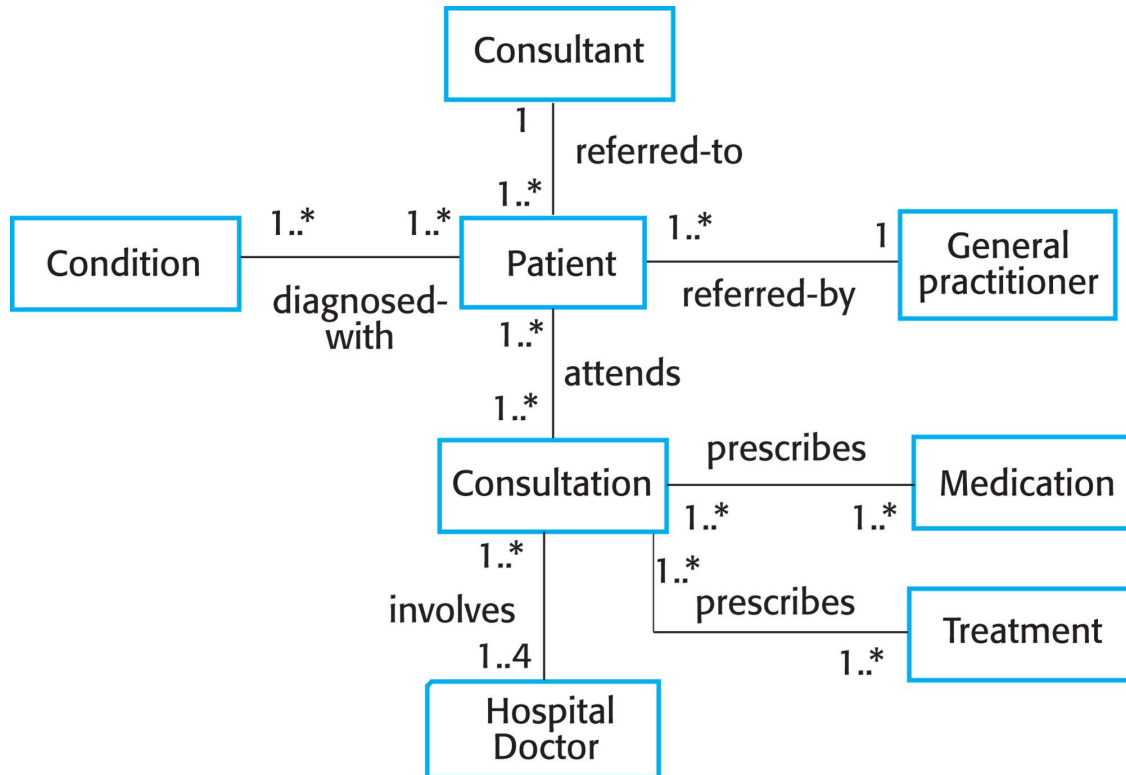 Consultant
1
referred-to
1..*
1..*
1..*
1..*
1
Condition
Patient
General
practitioner
diagnosed-
with
referred-by
1..*
attends
1..*
prescribes
Consultation
Medication
1..*
1..*
1..*
1..*
involves
prescribes
1..4
1..*
Treatment
Hospital
Doctor